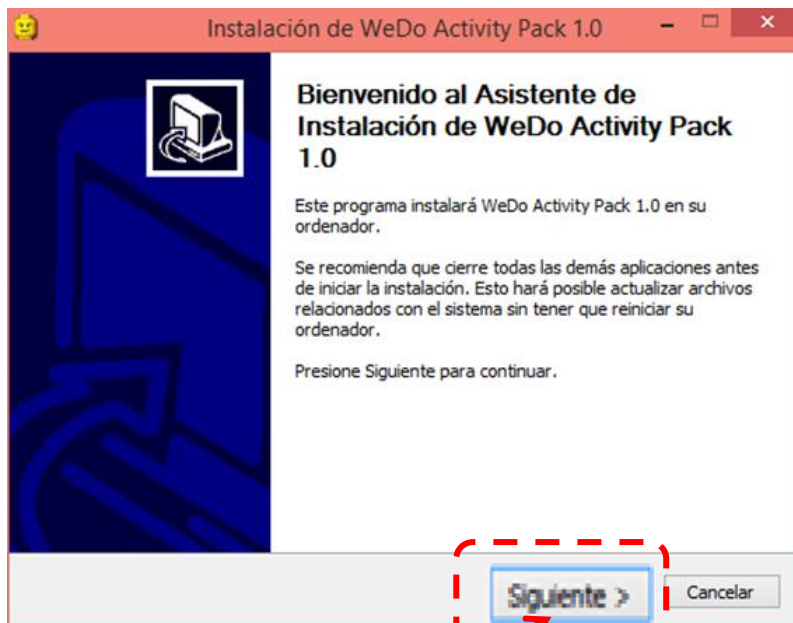 Instalación de WeDo Activity Pack 1.0
Bienvenido al Asistente de
Instalación de WeDo Activity Pack
1.0
Este programa instalará WeDo Activity Pack 1.0 en su
ordenador.
Se recomienda que cierre todas las demás aplicaciones antes
de iniciar la instalación. Esto hará posible actualizar archivos
relacionados con el sistema sin tener que reiniciar su
ordenador.
Presione Siguiente para continuar.
Siguiente > Cancelar